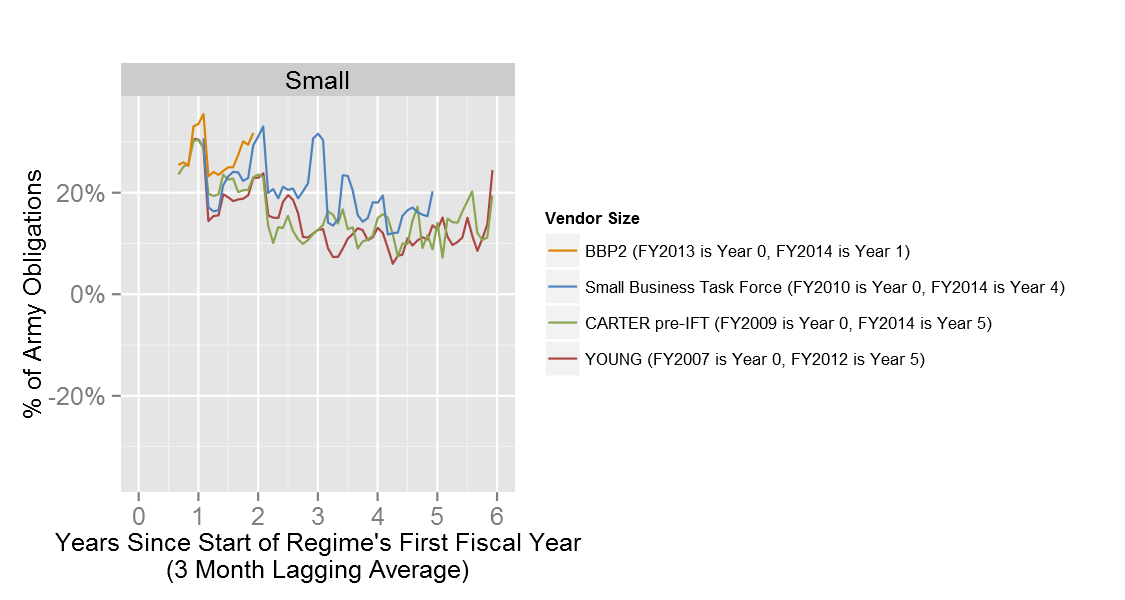 Small
% of Army Obligations
20%
0%
-20%
0 1 2 3 4 5 6
Years Since Start of Regime's First Fiscal Year
(3 Month Lagging Average)
Vendor Size
BBP2 (FY2013 is Year 0, FY2014 is Year 1)
Small Business Task Force (FY2010 is Year 0, FY2014 is Year 4)
CARTER pre-IFT (FY2009 is Year 0, FY2014 is Year 5)
YOUNG (FY2007 is Year 0, FY2012 is Year 5)